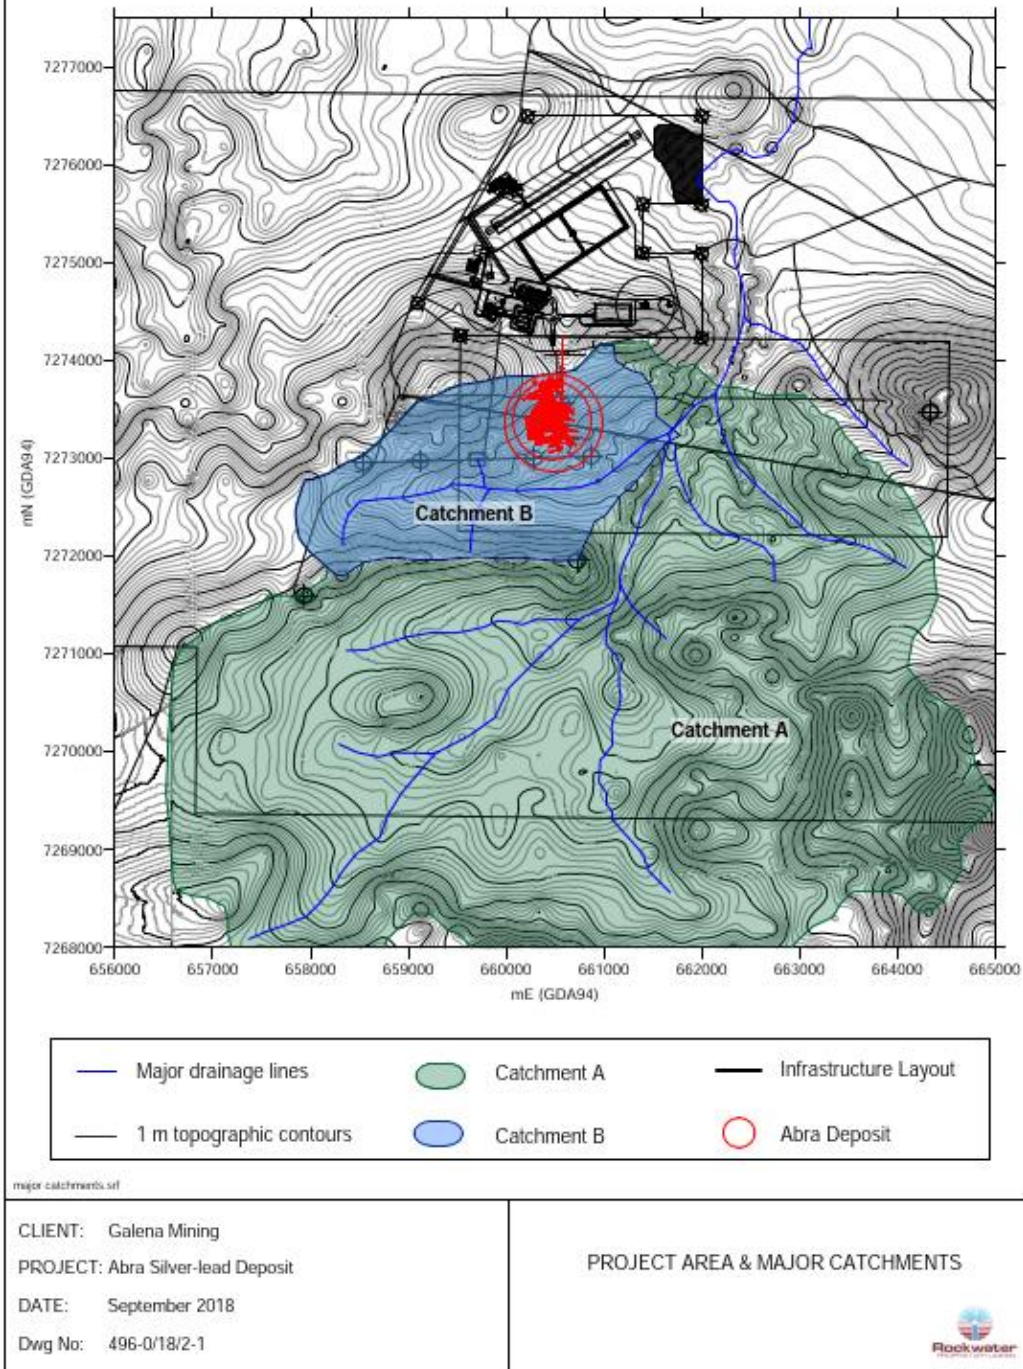 7277000
7276000
7275000
7274000
7273000
7272000
7271000
7270000
7269000
7268000
mN (GDA94)
Catchment B
Catchment A
656000 657000 658000 659000 660000 661000 662000 663000 664000 665000
mE (GDA94)
Major drainage lines Catchment A Infrastructure Layout
1 m topographic contours Catchment B Abra Deposit
major catchments.srf
CLIENT: Galena Mining
PROJECT: Abra Silver-lead Deposit
DATE: September 2018
Dwg No: 496-0/18/2-1
PROJECT AREA & MAJOR CATCHMENTS
Rockwater